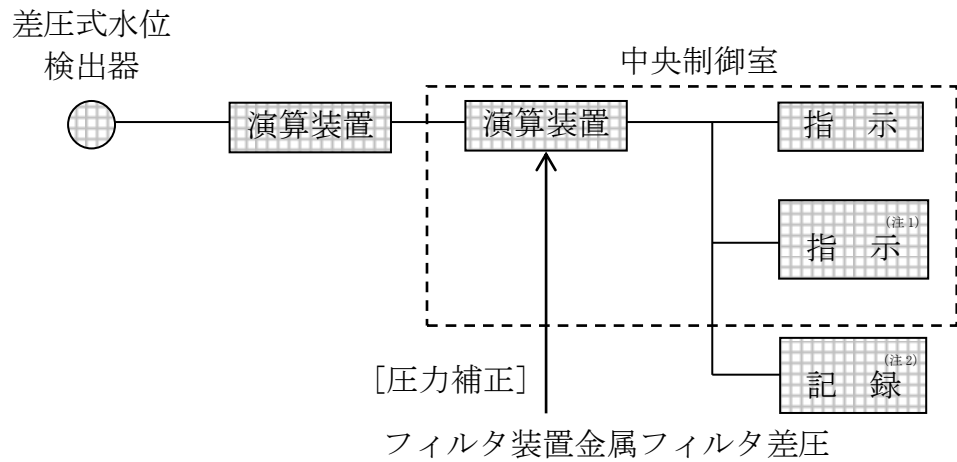 差圧式水位
検出器
中央制御室
演算装置
演算装置
指 示
指 示(注1)
記 録(注2)
[圧力補正]
フィルタ装置金属フィルタ差圧